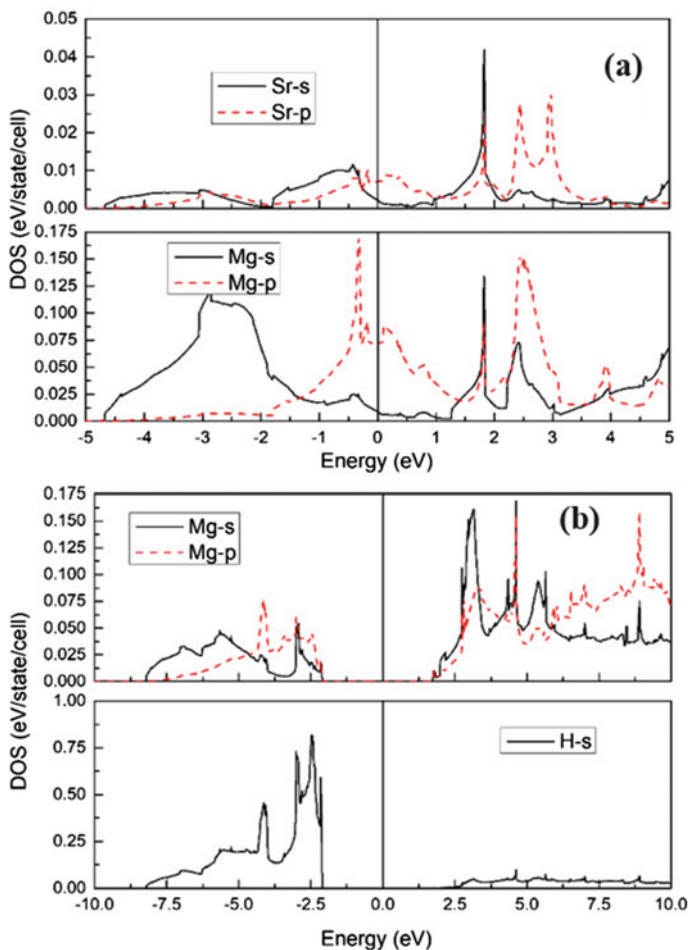 0.05
0.04
0.03
0.02
0.01
0.00
(a)
Sr-s
Sr-p
DOS (eV/state/cell)
0.175
0.150
0.125
0.100
0.075
0.050
0.025
0.000
Mg-s
Mg-p
-5 -4 -3 -2 -1 0 1 2 3 4 5
Energy (eV)
0.175
0.150
0.125
0.100
0.075
0.050
0.025
0.000
Mg-s
Mg-p
(b)
DOS (eV/state/cell)
1.00
0.75
0.50
0.25
0.00
H-s
-10.0 -7.5 -5.0 -2.5 0.0 2.5 5.0 7.5 10.0
Energy (eV)